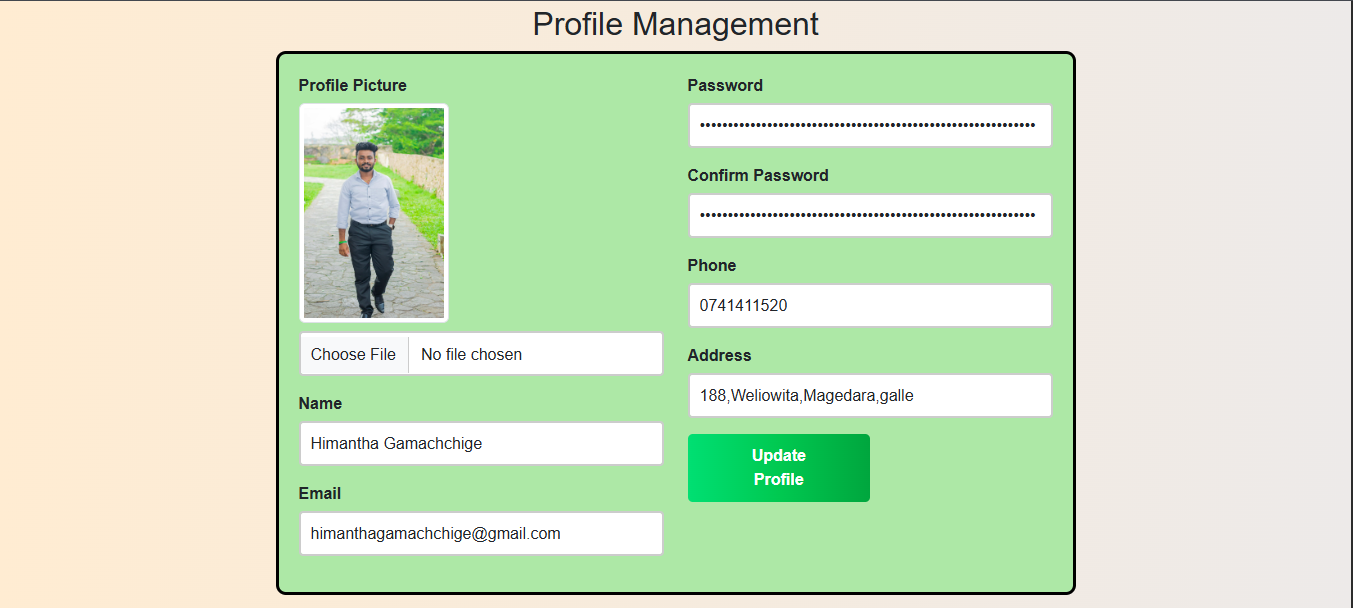 Profile Management
Profile Picture
Choose File No file chosen
Name
Himantha Gamachchige
Email
himanthagamachchige@gmail.com
Password
••••••••••••••••••••••••••••••••••••••••••••••••••••••••••••
Confirm Password
••••••••••••••••••••••••••••••••••••••••••••••••••••••••••••
Phone
0741411520
Address
188,Weliowita,Magedara,galle
Update
Profile